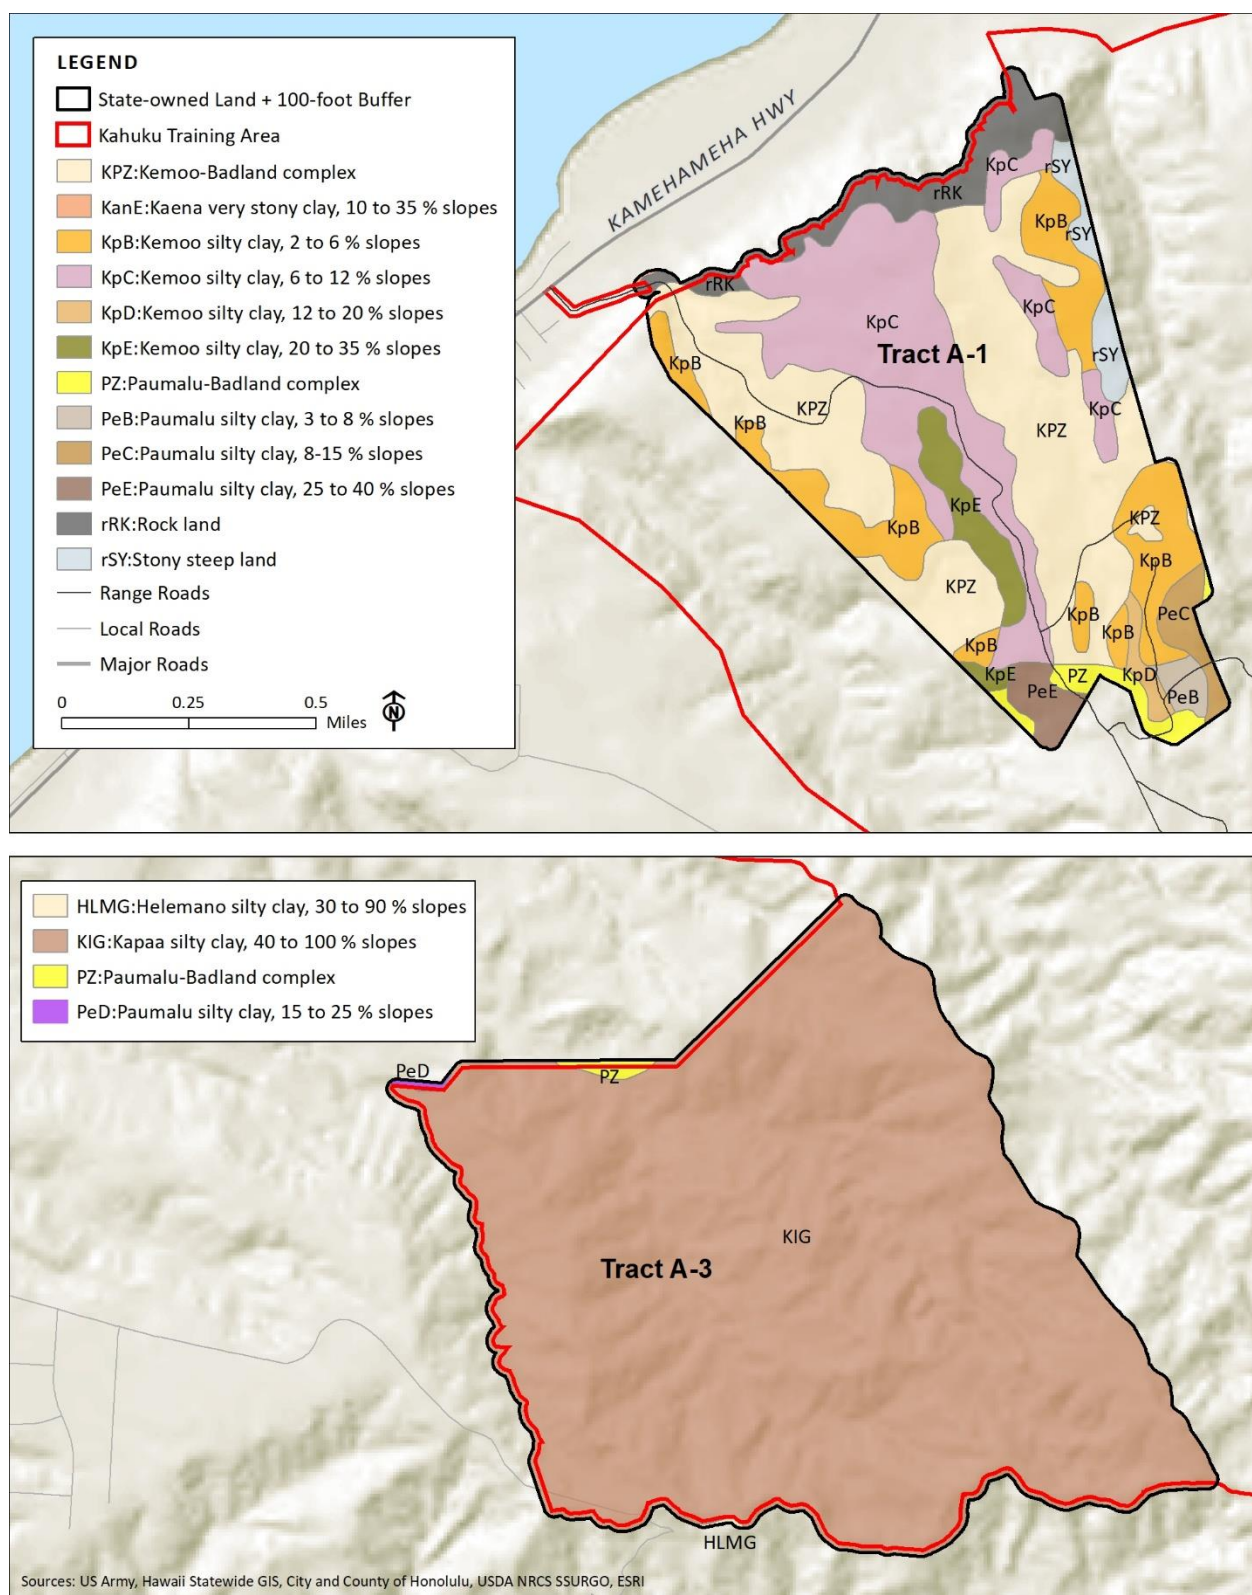 LEGEND
State-owned Land + 100-foot Buffer
Kahuku Training Area
KPZ:Kemoo-Badland complex
KanE:Kaena very stony clay, 10 to 35 % slopes
KpB:Kemoo silty clay, 2 to 6 % slopes
KpC:Kemoo silty clay, 6 to 12 % slopes
KpD:Kemoo silty clay, 12 to 20 % slopes
KpE:Kemoo silty clay, 20 to 35 % slopes
PZ:Paumalu-Badland complex
PeB:Paumalu silty clay, 3 to 8 % slopes
PeC:Paumalu silty clay, 8-15 % slopes
PeE:Paumalu silty clay, 25 to 40 % slopes
rRK:Rock land
rSY:Stony steep land
Range Roads
Local Roads
Major Roads
0 0.25 0.5
Miles
N
KAMEHAMEHA HWY
KpC
rSY
rRK
KpB
rSY
rRK
KpC
KpC
Tract A-1
rSY
KpB
KPZ
KpC
KpB
KPZ
KpE
KPZ
KpB
KpB
KPZ
PeC
KpB
KpB
KpB
KpE
PZ
KpD
PeE
PeB
HLMG:Helemano silty clay, 30 to 90 % slopes
KIG:Kapaa silty clay, 40 to 100 % slopes
PZ:Paumalu-Badland complex
PeD:Paumalu silty clay, 15 to 25 % slopes
PeD
PZ
KIG
Tract A-3
HLMG
Sources: US Army, Hawaii Statewide GIS, City and County of Honolulu, USDA NRCS SSURGO, ESRI